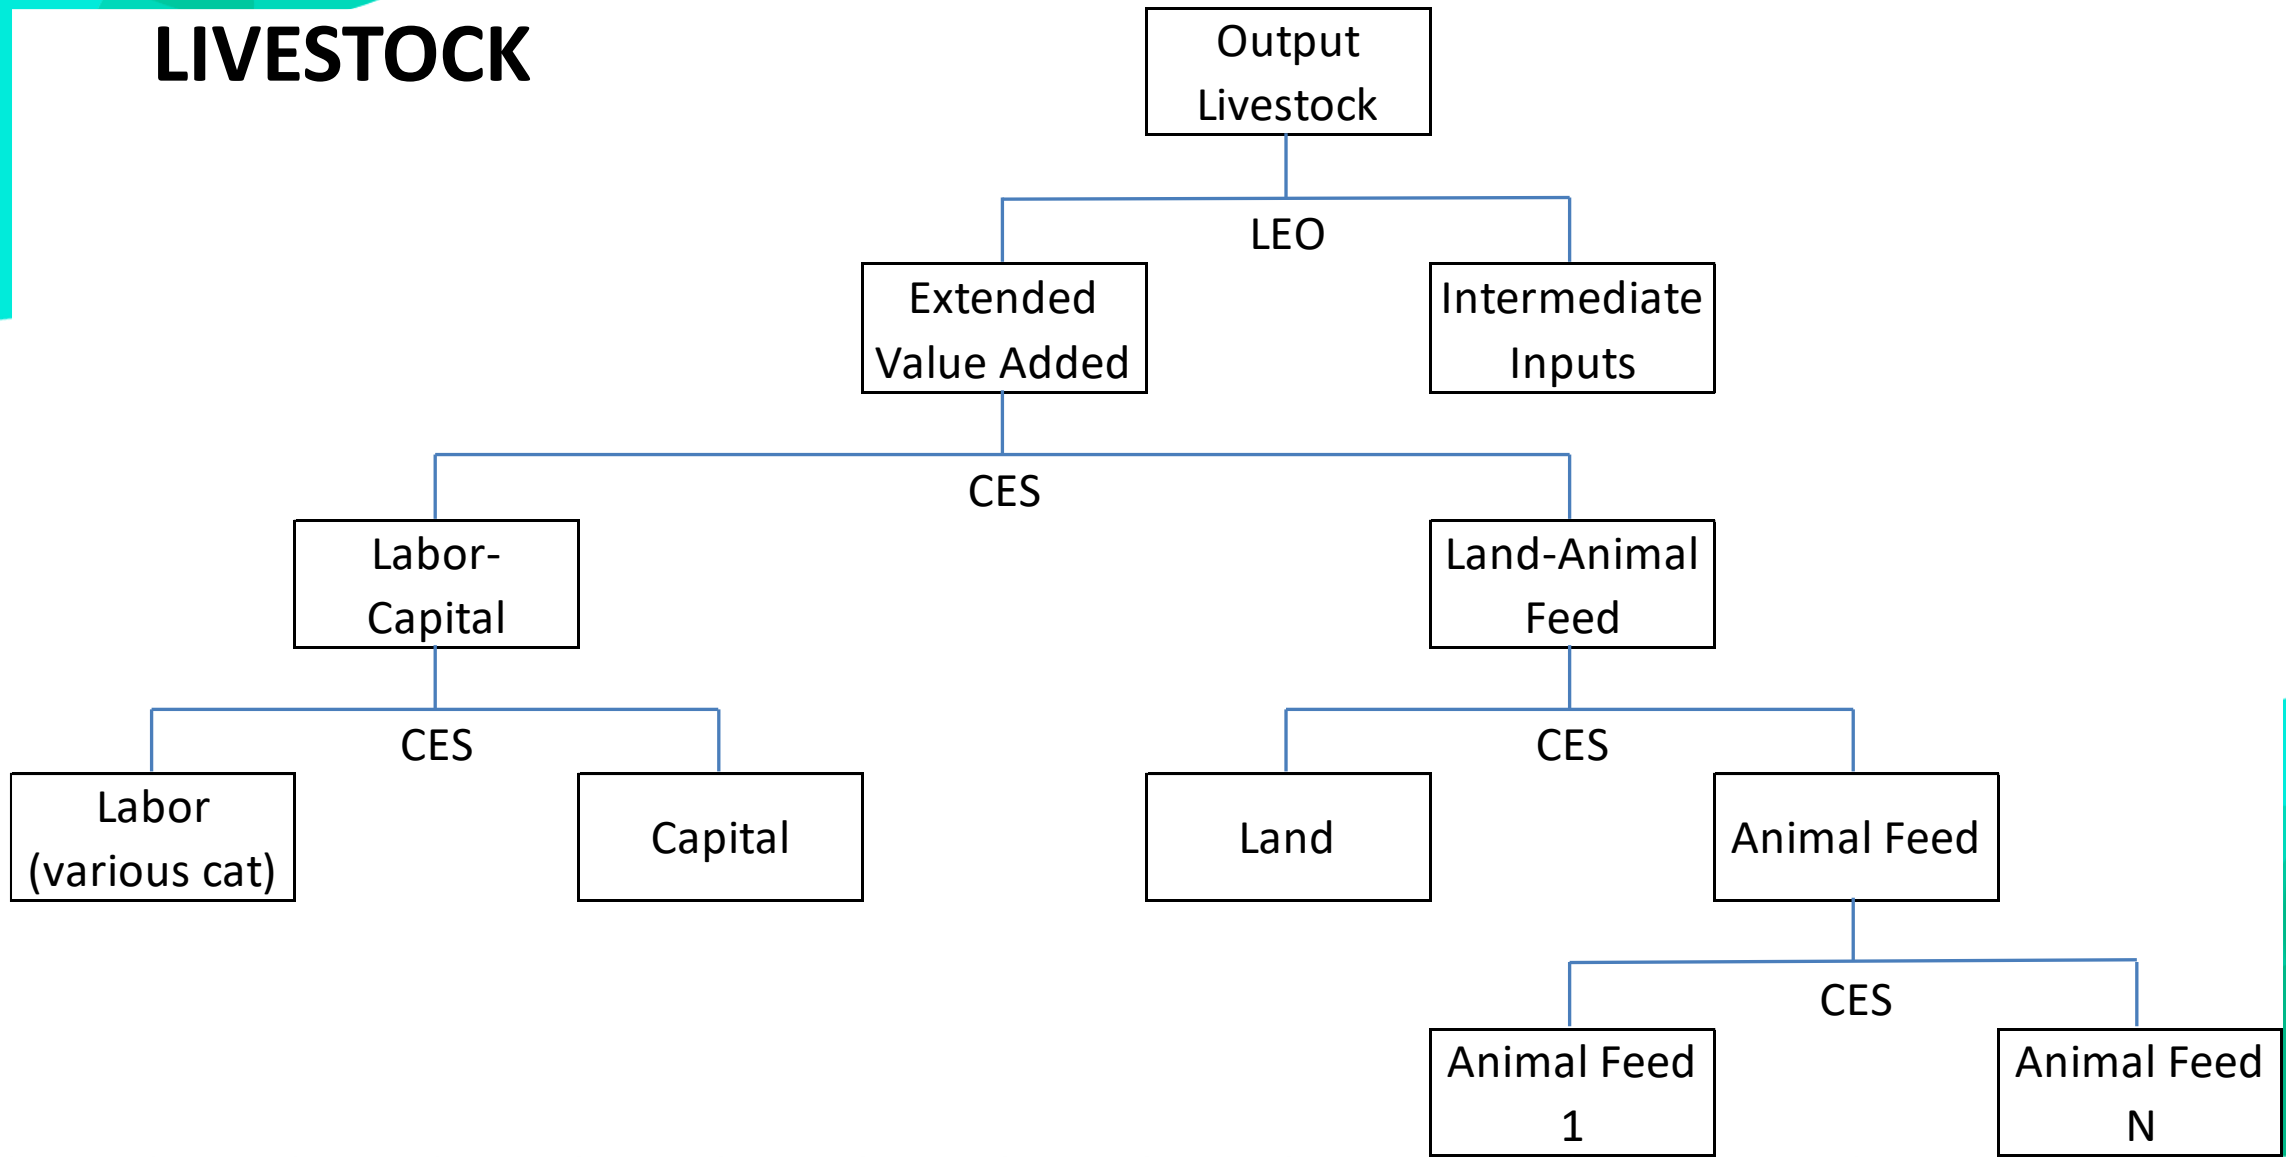 LIVESTOCK
Output
Livestock
LEO
Extended
Value Added
Intermediate
Inputs
CES
Labor-
Capital
Land-Animal
Feed
CES
CES
Labor
(various cat)
Capital
Land
Animal Feed
CES
Animal Feed
1
Animal Feed
N